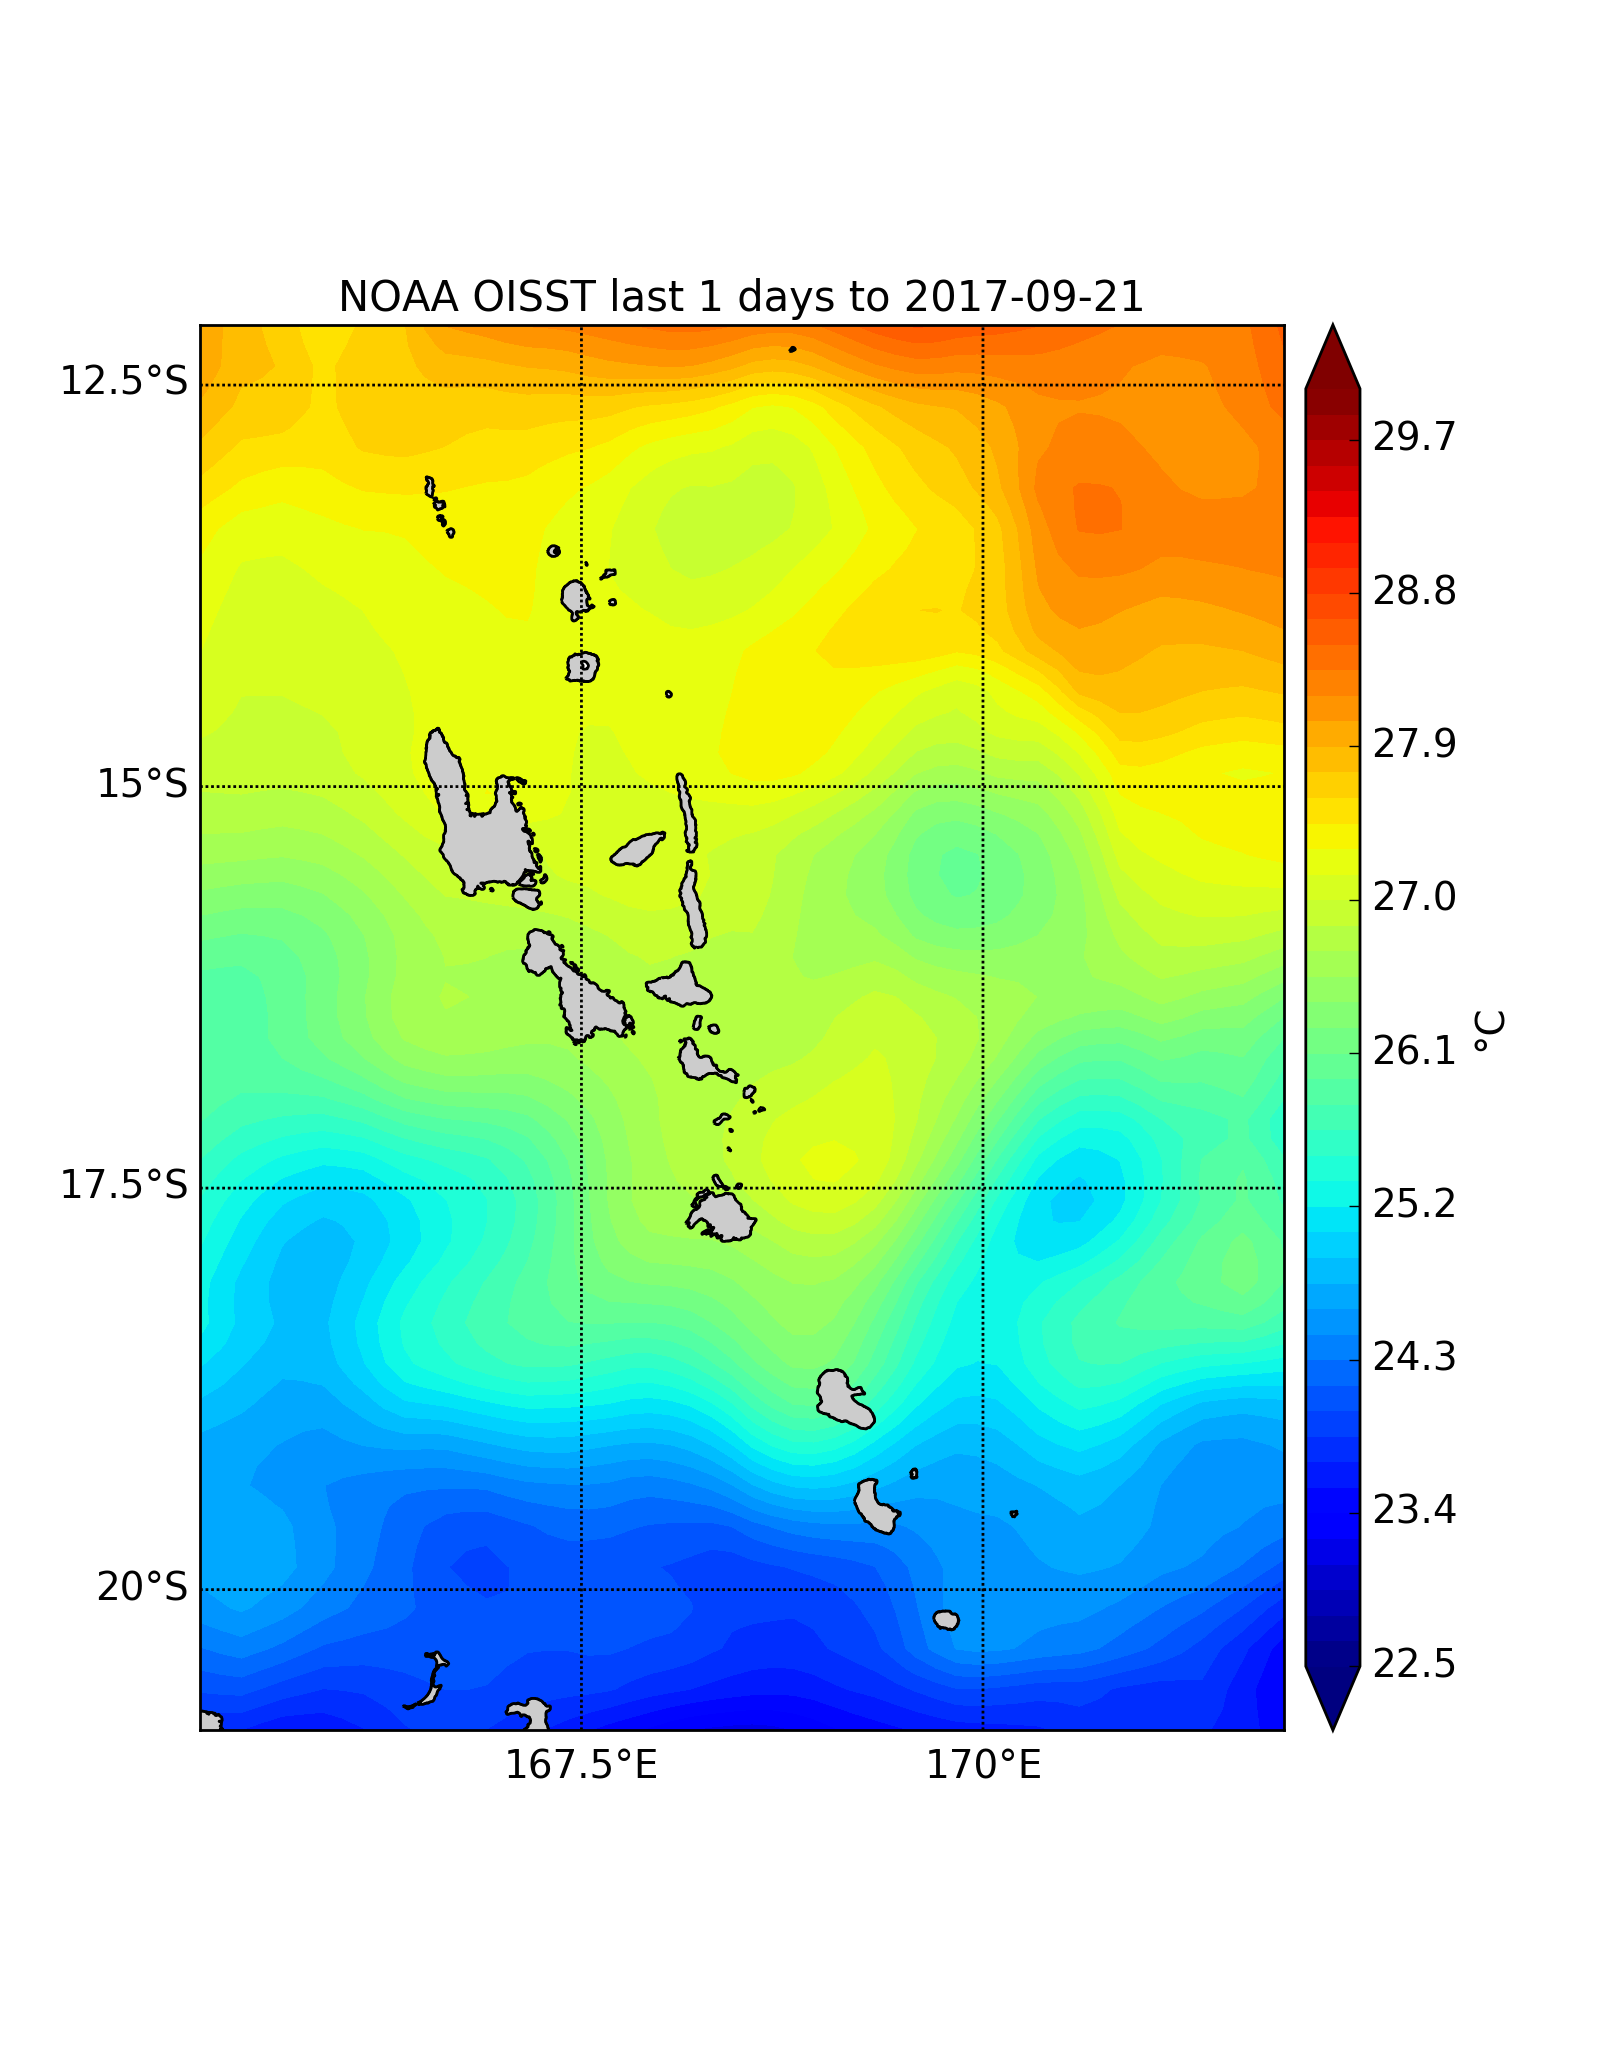 NOAA OISST last 1 days to 2017-09-21
12.5°S
15°S
17.5°S
20°S
167.5°E
170°E
29.7
28.8
27.9
27.0
26.1
25.2
24.3
23.4
22.5
°C